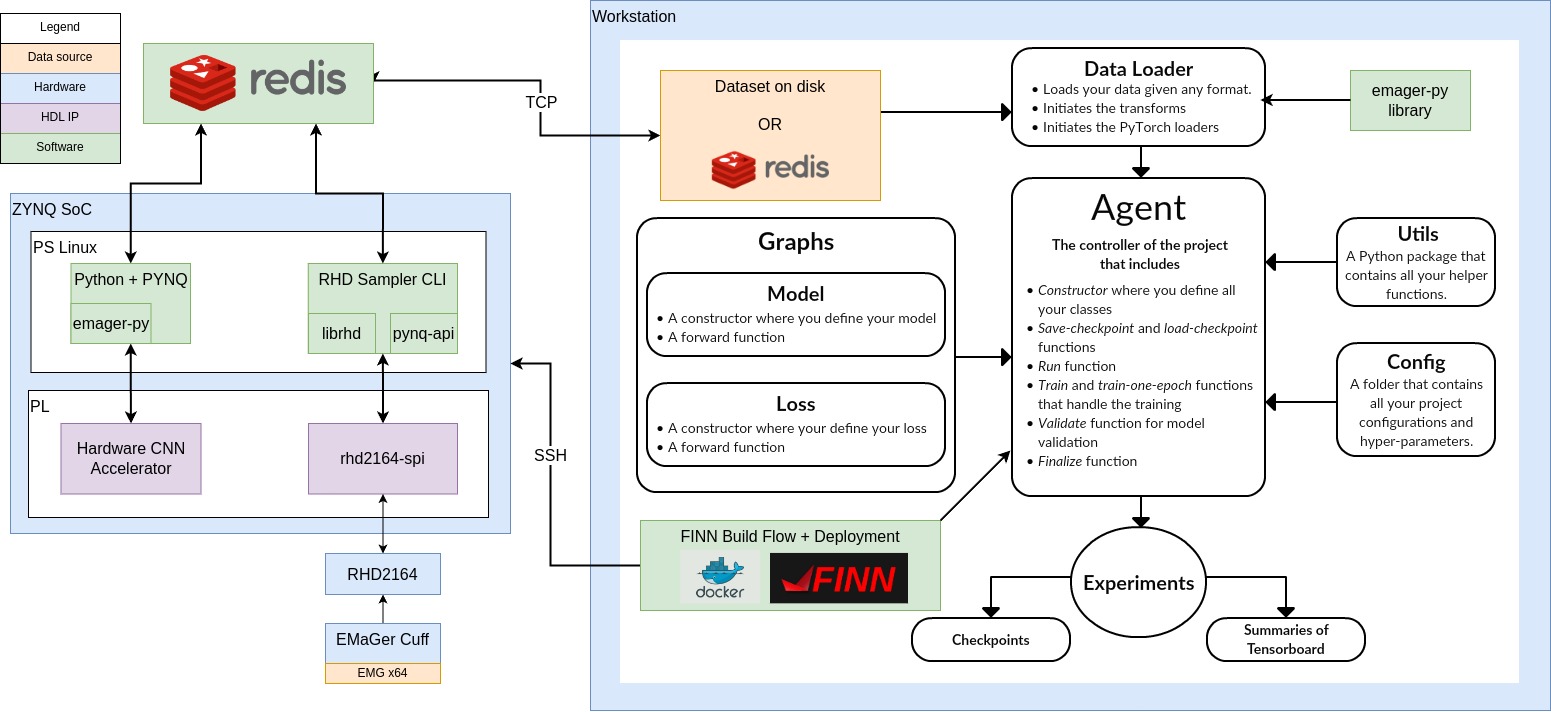 Legend
Data source
Hardware
HDL IP
Software
redis
TCP
ZYNQ SoC
PS Linux
Python + PYNQ
emager-py
RHD Sampler CLI
librhd
pynq-api
PL
Hardware CNN
Accelerator
rhd2164-spi
RHD2164
EMaGer Cuff
EMG x64
SSH
Workstation
Dataset on disk
OR
redis
Data Loader
• Loads your data given any format.
• Initiates the transforms
• Initiates the PyTorch loaders
emager-py
library
Graphs
Model
• A constructor where you define your model
• A forward function
Loss
• A constructor where your define your loss
• A forward function
Agent
The controller of the project
that includes
• Constructor where you define all
your classes
• Save-checkpoint and load-checkpoint
functions
• Run function
• Train and train-one-epoch functions
that handle the training
• Validate function for model
validation
• Finalize function
Utils
A Python package that
contains all your helper
functions.
Config
A folder that contains
all your project
configurations and
hyper-parameters.
FINN Build Flow + Deployment
docker
FINN
Experiments
Checkpoints
Summaries of
Tensorboard